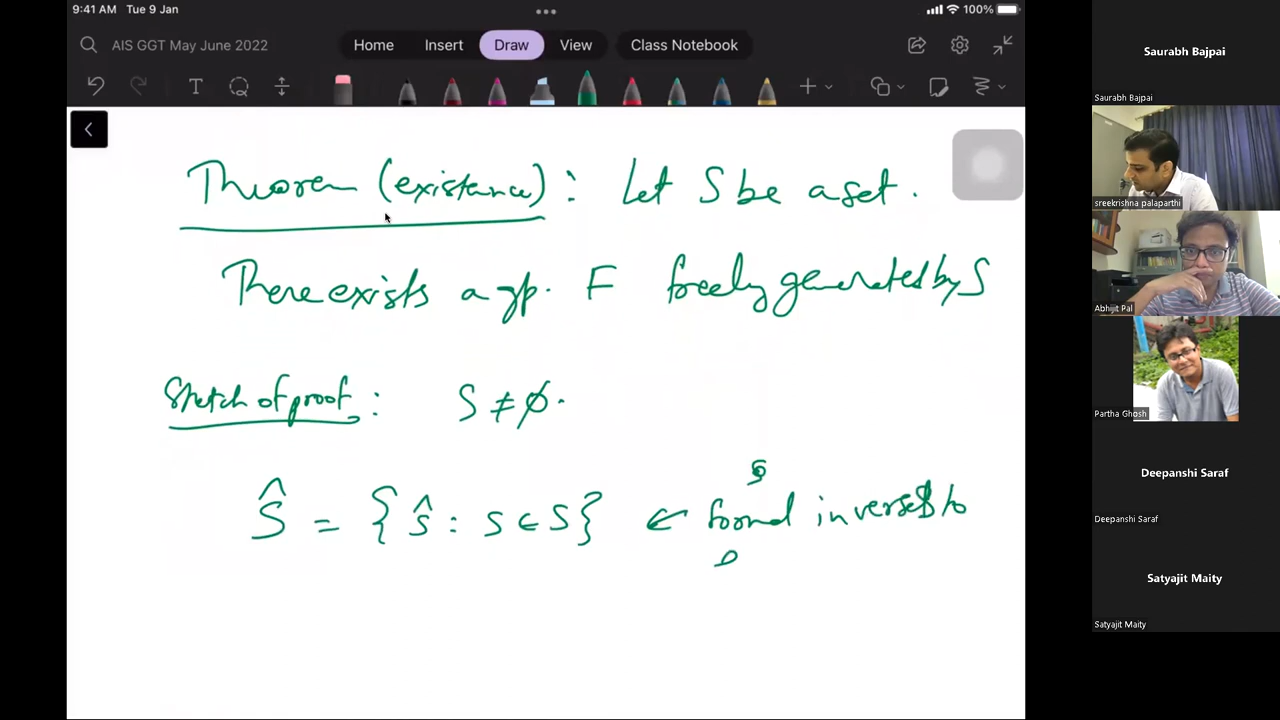 9:41 AM Tue 9 Jan
100%
AIS GGT May June 2022
Home Insert Draw View Class Notebook
T
Theorem (existance) : Let S be a set.
There exists a gp. F freely generated by S
Sketch of proof : S ≠ ∅.
Ŝ = { ŝ : s ∈ S } ← formal inverses to
Saurabh Bajpai
Saurabh Bajpai
sreekrishna palaparthi
Abhijit Pal
Partha Ghosh
Deepanshi Saraf
Deepanshi Saraf
Satyajit Maity
Satyajit Maity